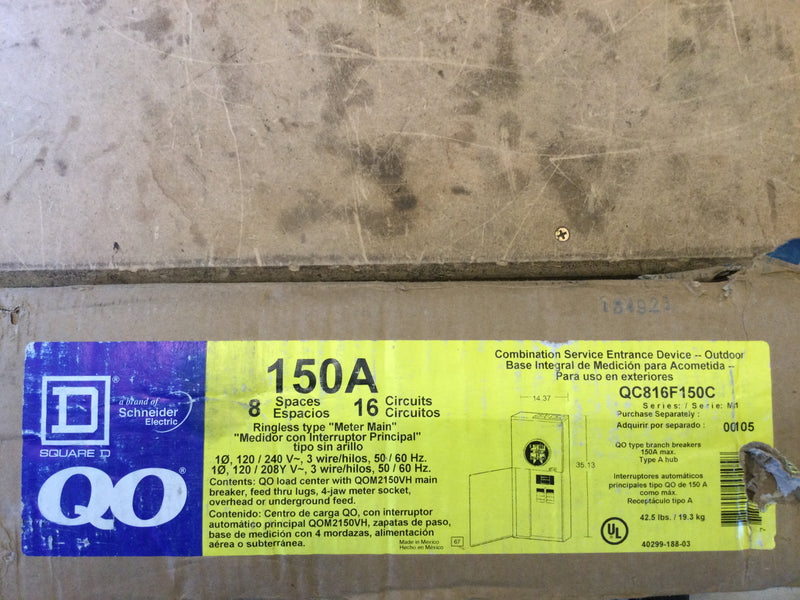 D
SQUARE D
a brand of
Schneider
Electric
QO®
150A
8 Spaces 16 Circuits
Espacios Circuitos
Ringless type "Meter Main"
"Medidor con Interruptor Principal"
tipo sin arillo
1Ø, 120 / 240 V~, 3 wire/hilos, 50 / 60 Hz.
1Ø, 120 / 208Y V~, 3 wire/hilos, 50 / 60 Hz.
Contents: QO load center with QOM2150VH main
breaker, feed thru lugs, 4-jaw meter socket,
overhead or underground feed.
Contenido: Centro de carga QO, con interruptor
automático principal QOM2150VH, zapatas de paso,
base de medición con 4 mordazas, alimentación
aérea o subterránea.
Made in Mexico
Hecho en México
67
Combination Service Entrance Device -- Outdoor
Base Integral de Medición para Acometida --
Para uso en exteriores
14.37
35.13
QC816F150C
Series: / Serie: M1
Purchase Separately :
Adquirir por separado :
QO type branch breakers
150A max.
Type A hub
Interruptores automáticos
principales tipo QO de 150 A
como máx.
Receptáculo tipo A
42.5 lbs. / 19.3 kg
UL
40299-188-03